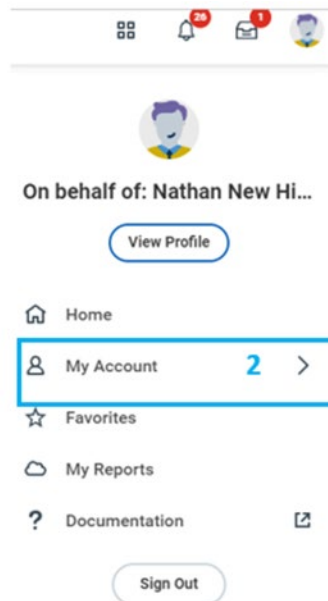 26 1
On behalf of: Nathan New Hi...
View Profile
Home
My Account 2
Favorites
My Reports
? Documentation
Sign Out